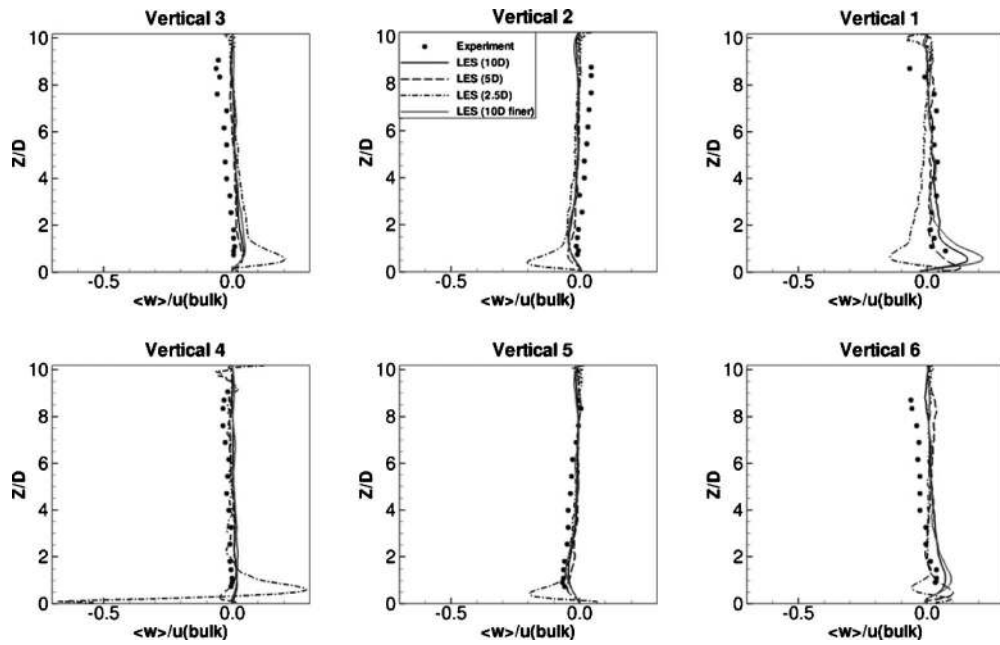 Vertical 3
Vertical 2
Vertical 1
10
8
6
4
2
0
Z/D
-0.5
0.0
<w>/u(bulk)
10
8
6
4
2
0
Z/D
Experiment
LES (10D)
LES (5D)
LES (2.5D)
LES (10D finer)
-0.5
0.0
<w>/u(bulk)
10
8
6
4
2
0
Z/D
-0.5
0.0
<w>/u(bulk)
Vertical 4
Vertical 5
Vertical 6
10
8
6
4
2
0
Z/D
-0.5
0.0
<w>/u(bulk)
10
8
6
4
2
0
Z/D
-0.5
0.0
<w>/u(bulk)
10
8
6
4
2
0
Z/D
-0.5
0.0
<w>/u(bulk)